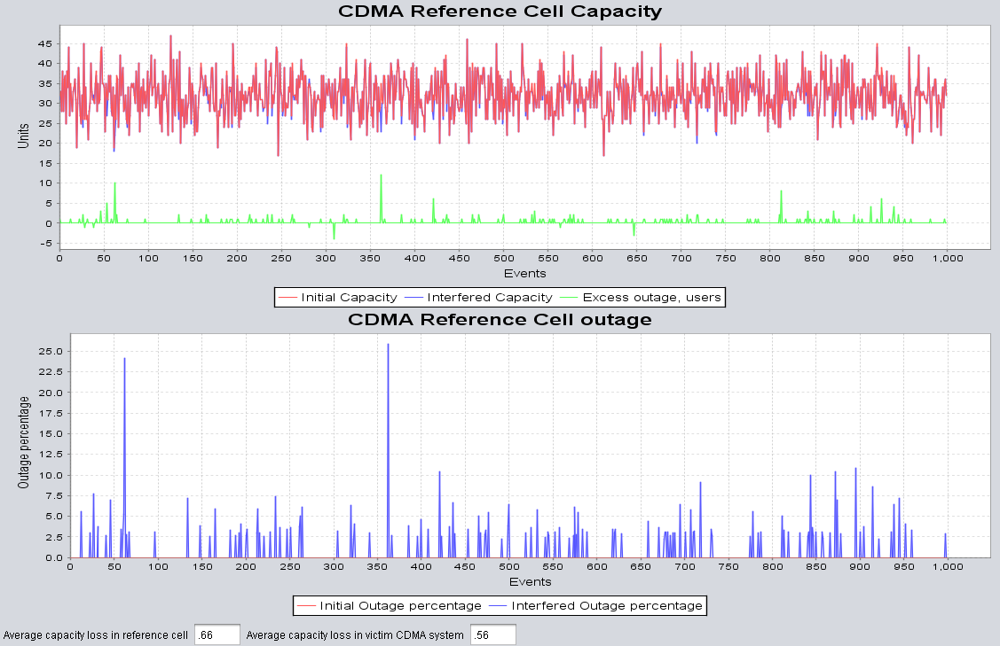 CDMA Reference Cell Capacity
45
40
35
30
25
20
15
10
5
0
-5
Units
0 50 100 150 200 250 300 350 400 450 500 550 600 650 700 750 800 850 900 950 1,000
Events
Initial Capacity Interfered Capacity Excess outage, users
CDMA Reference Cell outage
25.0
22.5
20.0
17.5
15.0
12.5
10.0
7.5
5.0
2.5
0.0
Outage percentage
0 50 100 150 200 250 300 350 400 450 500 550 600 650 700 750 800 850 900 950 1,000
Events
Initial Outage percentage Interfered Outage percentage
Average capacity loss in reference cell .66 Average capacity loss in victim CDMA system .56